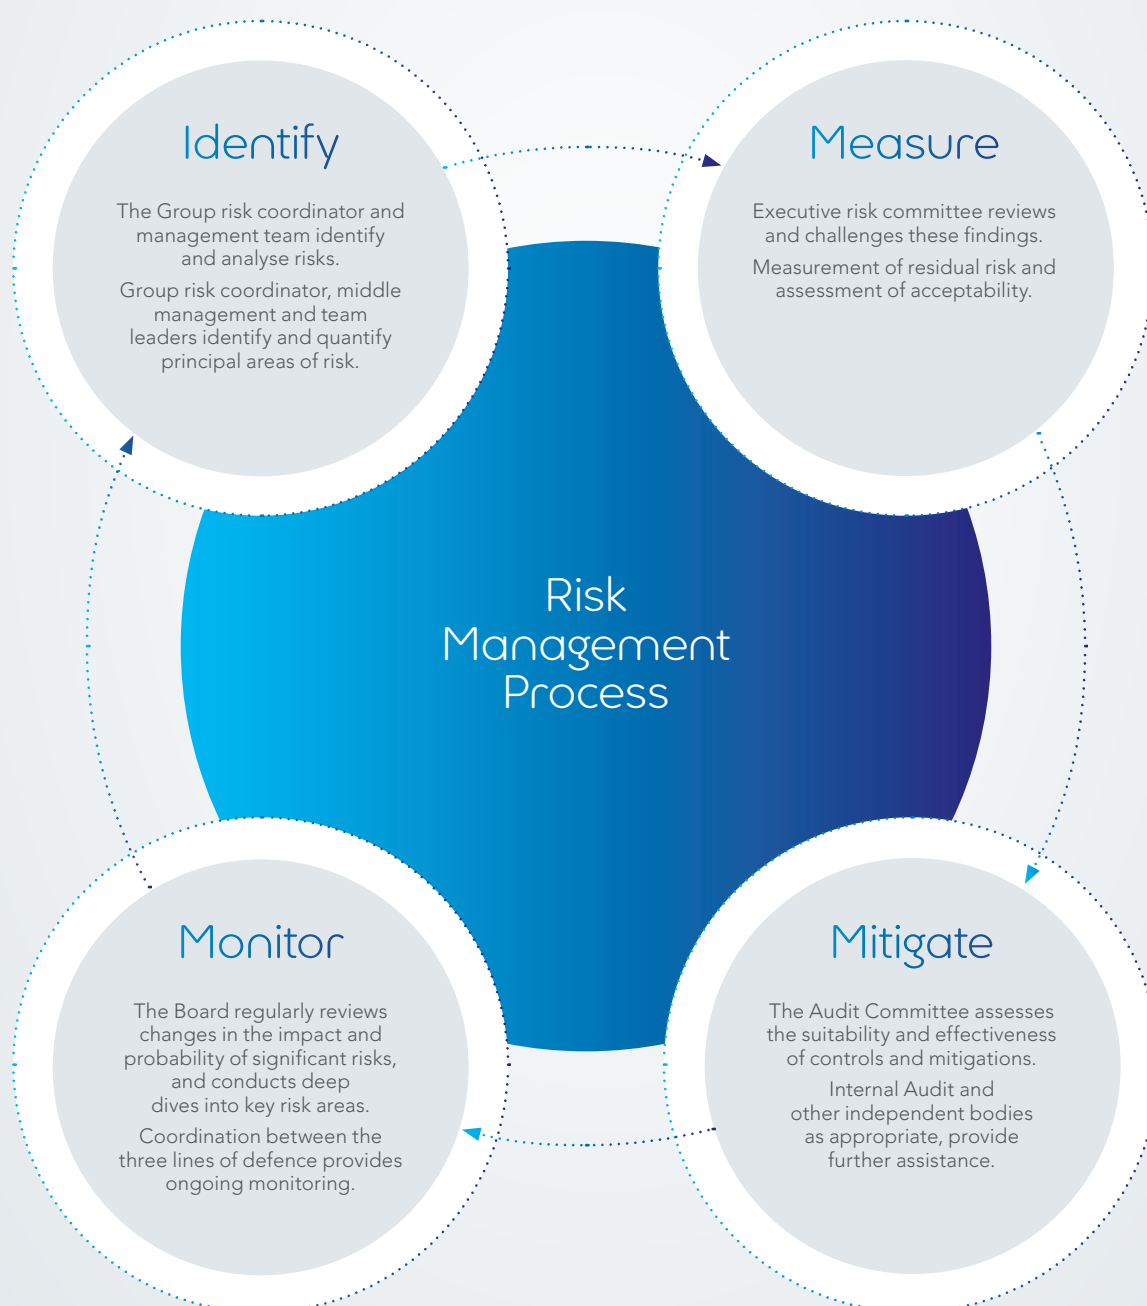 Identify
The Group risk coordinator and
management team identify
and analyse risks.
Group risk coordinator, middle
management and team
leaders identify and quantify
principal areas of risk.
Measure
Executive risk committee reviews
and challenges these findings.
Measurement of residual risk and
assessment of acceptability.
Risk
Management
Process
Monitor
The Board regularly reviews
changes in the impact and
probability of significant risks,
and conducts deep
dives into key risk areas.
Coordination between the
three lines of defence provides
ongoing monitoring.
Mitigate
The Audit Committee assesses
the suitability and effectiveness
of controls and mitigations.
Internal Audit and
other independent bodies
as appropriate, provide
further assistance.